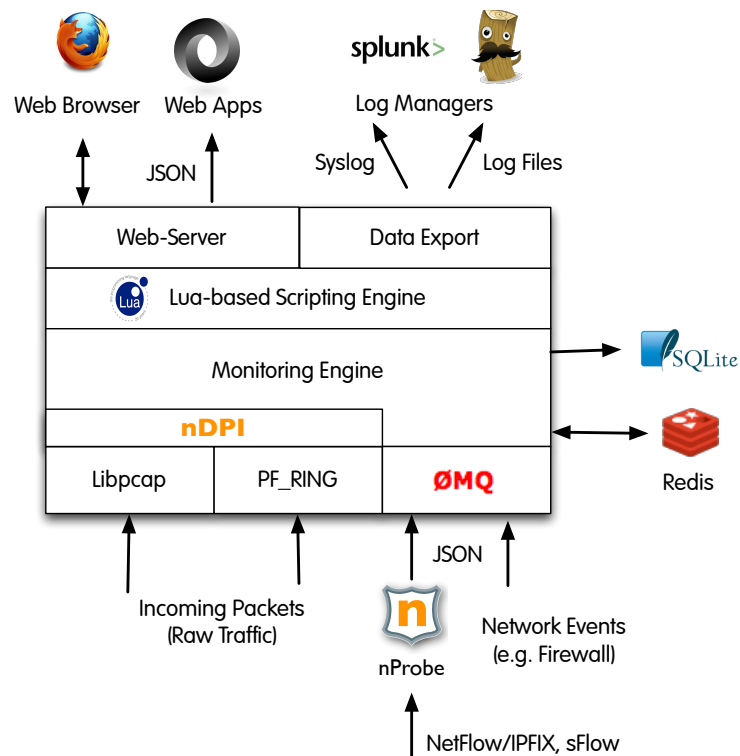 splunk>
Web Browser
Web Apps
Log Managers
JSON
Syslog
Log Files
Web-Server
Data Export
Lua
Lua-based Scripting Engine
Monitoring Engine
SQLite
nDPI
Libpcap
PF_RING
ØMQ
Redis
JSON
Incoming Packets
(Raw Traffic)
n
nProbe
Network Events
(e.g. Firewall)
NetFlow/IPFIX, sFlow